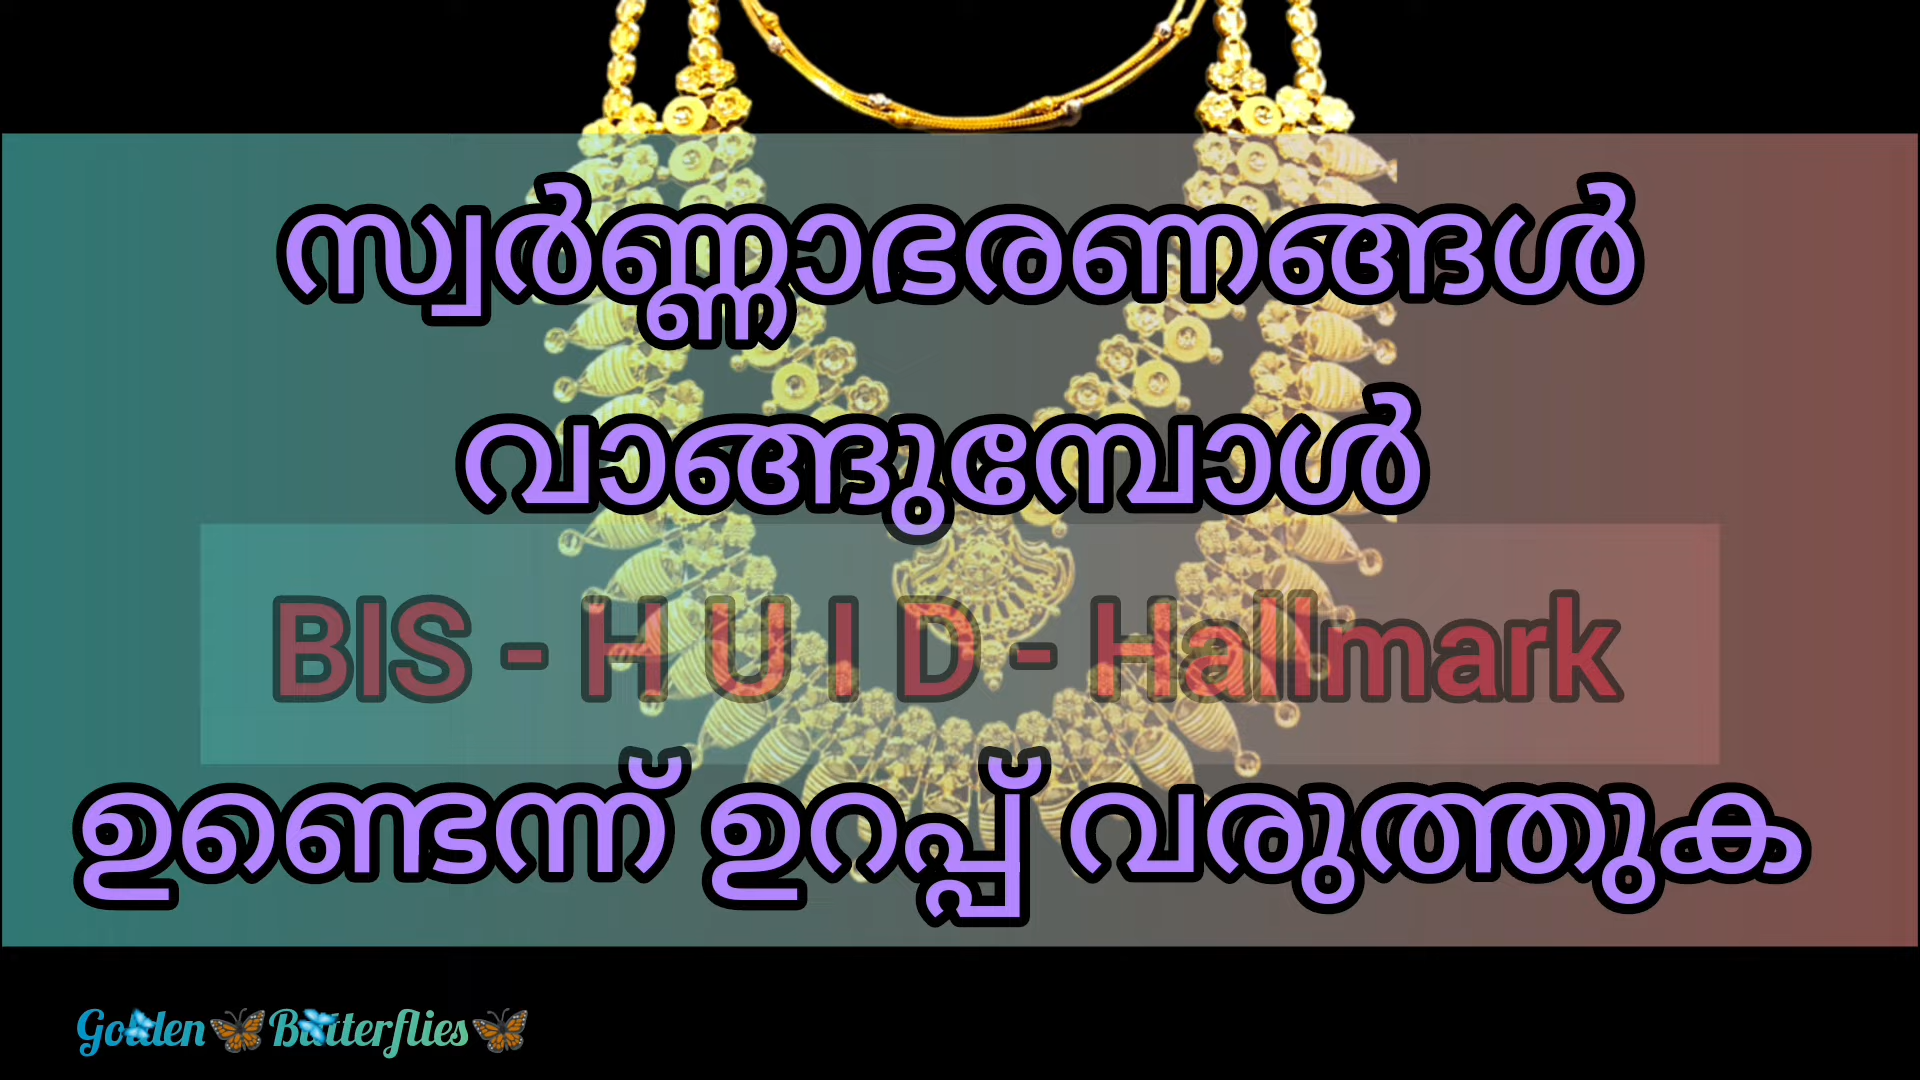 സ്വർണ്ണാഭരണങ്ങൾ
വാങ്ങുമ്പോൾ
BIS - H U I D - Hallmark
ഉണ്ടെന്ന് ഉറപ്പ് വരുത്തുക
Golden🦋Butterflies🦋